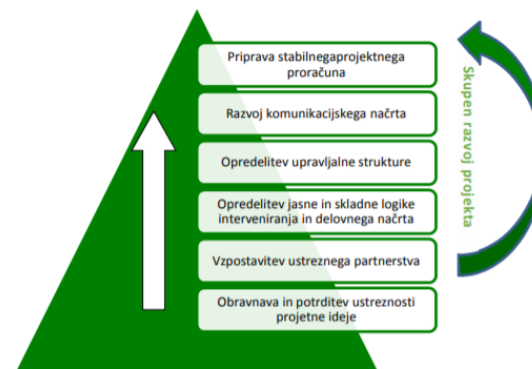 Priprava stabilnegaprojektnega
proračuna
Razvoj komunikacijskega načrta
Opredelitev upravljalne strukture
Opredelitev jasne in skladne logike
interveniranja in delovnega načrta
Vzpostavitev ustreznega partnerstva
Obravnava in potrditev ustreznosti
projetne ideje
Skupen razvoj projekta